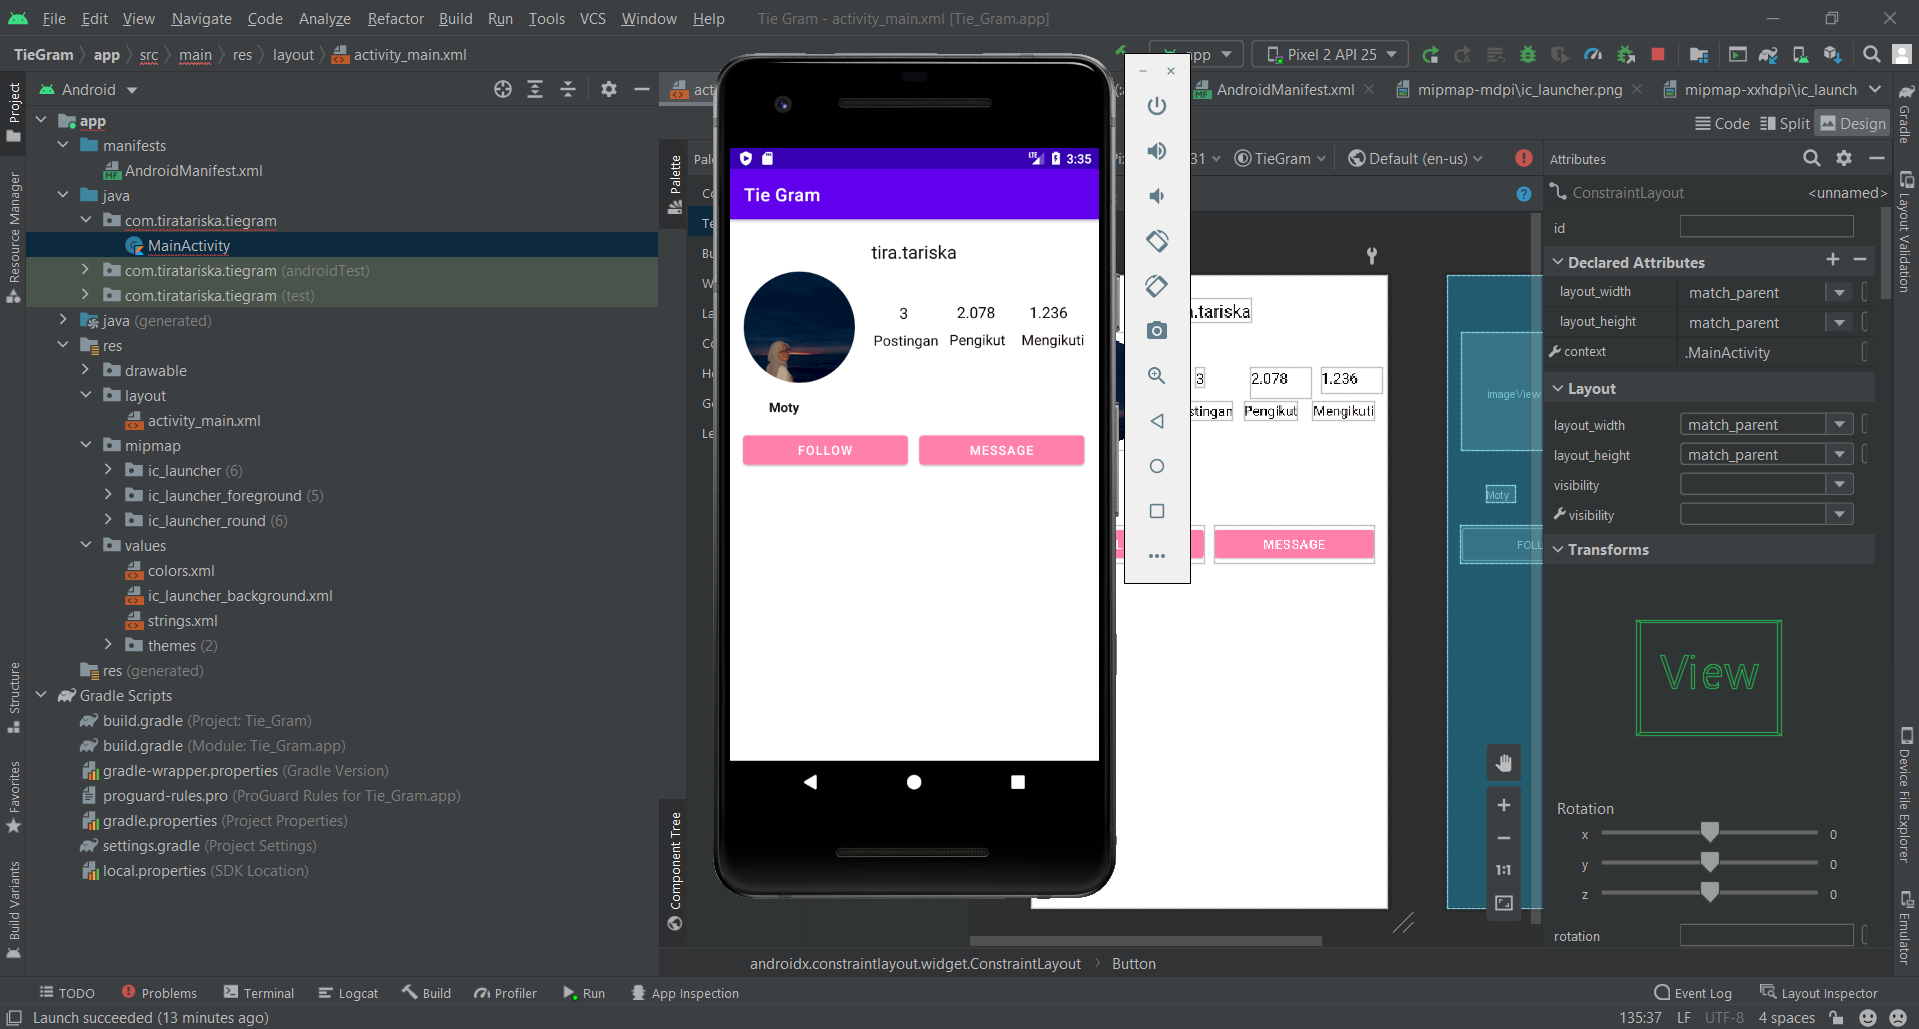 File Edit View Navigate Code Analyze Refactor Build Run Tools VCS Window Help Tie Gram - activity_main.xml [Tie_Gram.app]
TieGram app src main res layout activity_main.xml
app Pixel 2 API 25
Android
AndroidManifest.xml mipmap-mdpi\ic_launcher.png mipmap-xxhdpi\ic_launch
Code Split Design
Project
Resource Manager
Structure
Favorites
Build Variants
app
manifests
AndroidManifest.xml
java
com.tiratariska.tiegram
MainActivity
com.tiratariska.tiegram (androidTest)
com.tiratariska.tiegram (test)
java (generated)
res
drawable
layout
activity_main.xml
mipmap
ic_launcher (6)
ic_launcher_foreground (5)
ic_launcher_round (6)
values
colors.xml
ic_launcher_background.xml
strings.xml
themes (2)
res (generated)
Gradle Scripts
build.gradle (Project: Tie_Gram)
build.gradle (Module: Tie_Gram.app)
gradle-wrapper.properties (Gradle Version)
proguard-rules.pro (ProGuard Rules for Tie_Gram.app)
gradle.properties (Project Properties)
settings.gradle (Project Settings)
local.properties (SDK Location)
Palette
Component Tree
LTE 3:35
Tie Gram
tira.tariska
3 2.078 1.236
Postingan Pengikut Mengikuti
Moty
FOLLOW MESSAGE
31 TieGram Default (en-us)
.tariska
3 2.078 1.236
stingan Pengikut Mengikuti
MESSAGE
imageView
Moty
FOLL
1:1
Attributes
ConstraintLayout <unnamed>
id
Declared Attributes
layout_width match_parent
layout_height match_parent
context .MainActivity
Layout
layout_width match_parent
layout_height match_parent
visibility
visibility
Transforms
View
Rotation
x 0
y 0
z 0
rotation
Gradle
Layout Validation
Device File Explorer
Emulator
androidx.constraintlayout.widget.ConstraintLayout Button
TODO Problems Terminal Logcat Build Profiler Run App Inspection Event Log Layout Inspector
Launch succeeded (13 minutes ago) 135:37 LF UTF-8 4 spaces